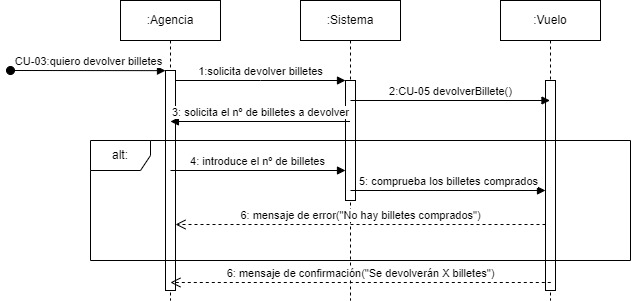 :Agencia
:Sistema
:Vuelo
CU-03:quiero devolver billetes
1:solicita devolver billetes
2:CU-05 devolverBillete()
3: solicita el nº de billetes a devolver
alt:
4: introduce el nº de billetes
5: comprueba los billetes comprados
6: mensaje de error("No hay billetes comprados")
6: mensaje de confirmación("Se devolverán X billetes")